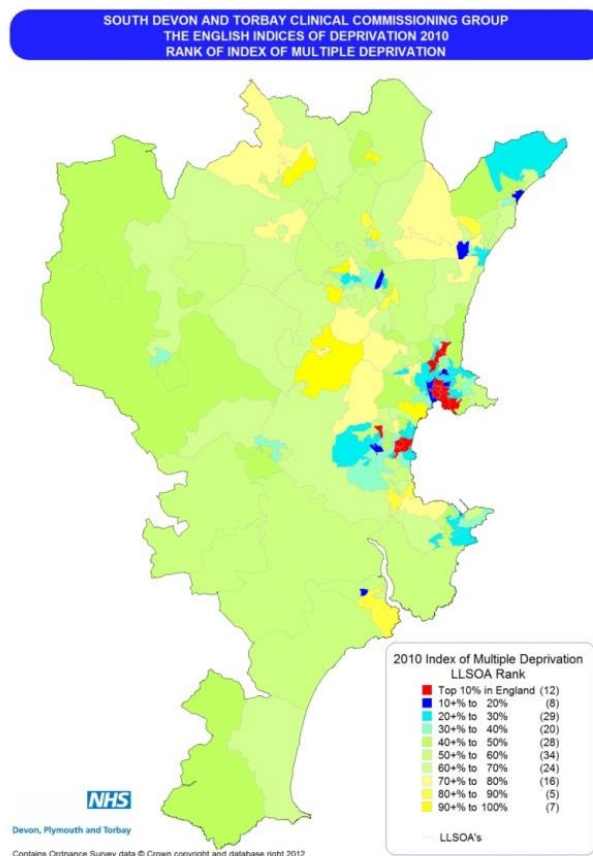 SOUTH DEVON AND TORBAY CLINICAL COMMISSIONING GROUP
THE ENGLISH INDICES OF DEPRIVATION 2010
RANK OF INDEX OF MULTIPLE DEPRIVATION
2010 Index of Multiple Deprivation
LLSOA Rank
Top 10% in England (12)
10+% to 20% (8)
20+% to 30% (29)
30+% to 40% (20)
40+% to 50% (28)
50+% to 60% (34)
60+% to 70% (24)
70+% to 80% (16)
80+% to 90% (5)
90+% to 100% (7)
LLSOA's
NHS
Devon, Plymouth and Torbay
Contains Ordnance Survey data © Crown copyright and database right 2012